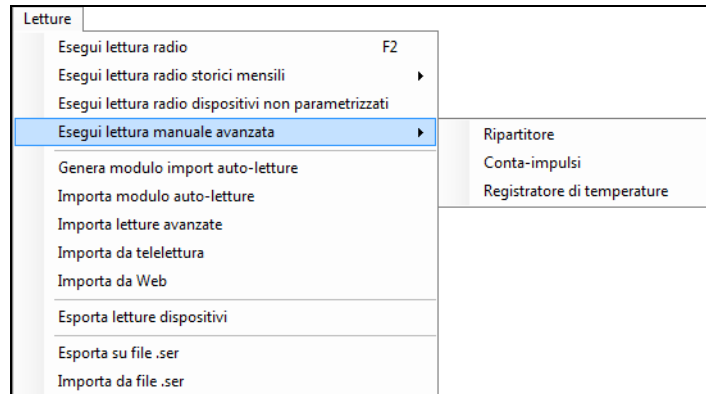 Letture
Esegui lettura radio F2
Esegui lettura radio storici mensili
Esegui lettura radio dispositivi non parametrizzati
Esegui lettura manuale avanzata
Ripartitore
Conta-impulsi
Registratore di temperature
Genera modulo import auto-letture
Importa modulo auto-letture
Importa letture avanzate
Importa da telelettura
Importa da Web
Esporta letture dispositivi
Esporta su file .ser
Importa da file .ser